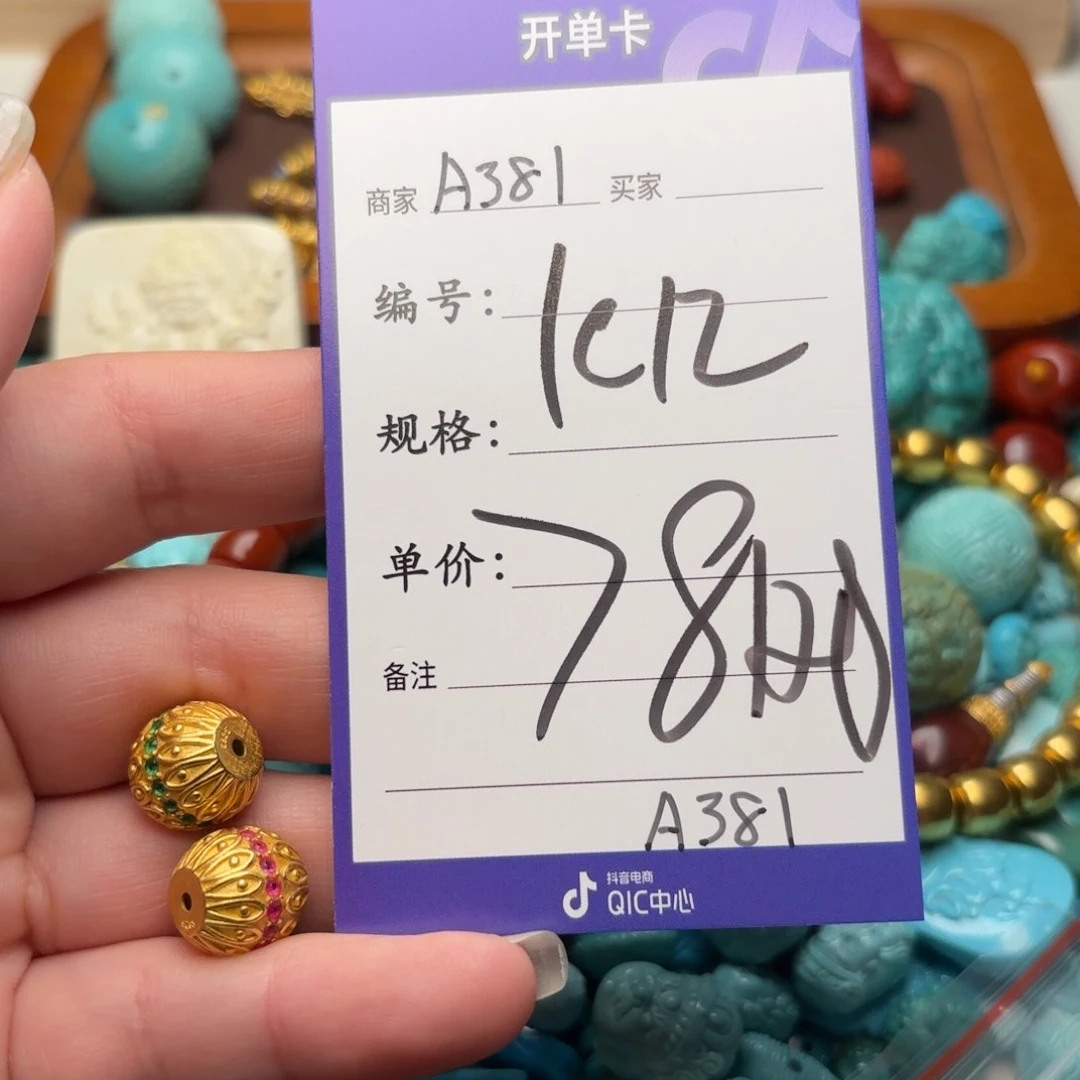 开单卡
商家 A381 买家
编号:
规格:
单价:
备注
A381
抖音电商
QIC中心